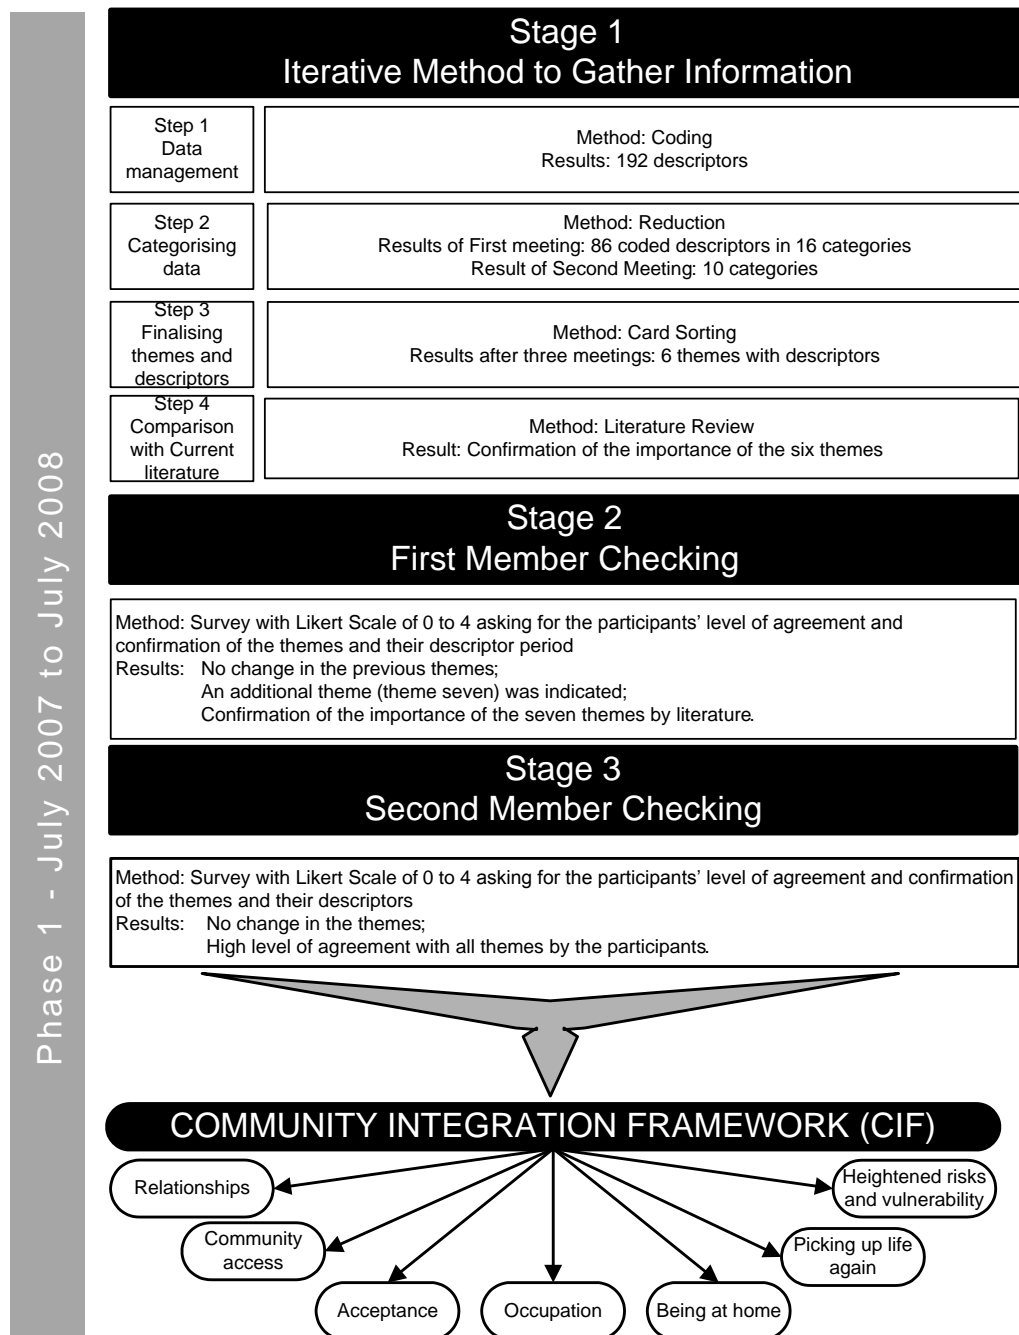 Phase 1 - July 2007 to July 2008
Stage 1
Iterative Method to Gather Information
Step 1
Data
management
Method: Coding
Results: 192 descriptors
Step 2
Categorising
data
Method: Reduction
Results of First meeting: 86 coded descriptors in 16 categories
Result of Second Meeting: 10 categories
Step 3
Finalising
themes and
descriptors
Method: Card Sorting
Results after three meetings: 6 themes with descriptors
Step 4
Comparison
with Current
literature
Method: Literature Review
Result: Confirmation of the importance of the six themes
Stage 2
First Member Checking
Method: Survey with Likert Scale of 0 to 4 asking for the participants’ level of agreement and
confirmation of the themes and their descriptor period
Results: No change in the previous themes;
An additional theme (theme seven) was indicated;
Confirmation of the importance of the seven themes by literature.
Stage 3
Second Member Checking
Method: Survey with Likert Scale of 0 to 4 asking for the participants’ level of agreement and confirmation
of the themes and their descriptors
Results: No change in the themes;
High level of agreement with all themes by the participants.
COMMUNITY INTEGRATION FRAMEWORK (CIF)
Relationships
Community
access
Acceptance
Occupation
Being at home
Picking up life
again
Heightened risks
and vulnerability